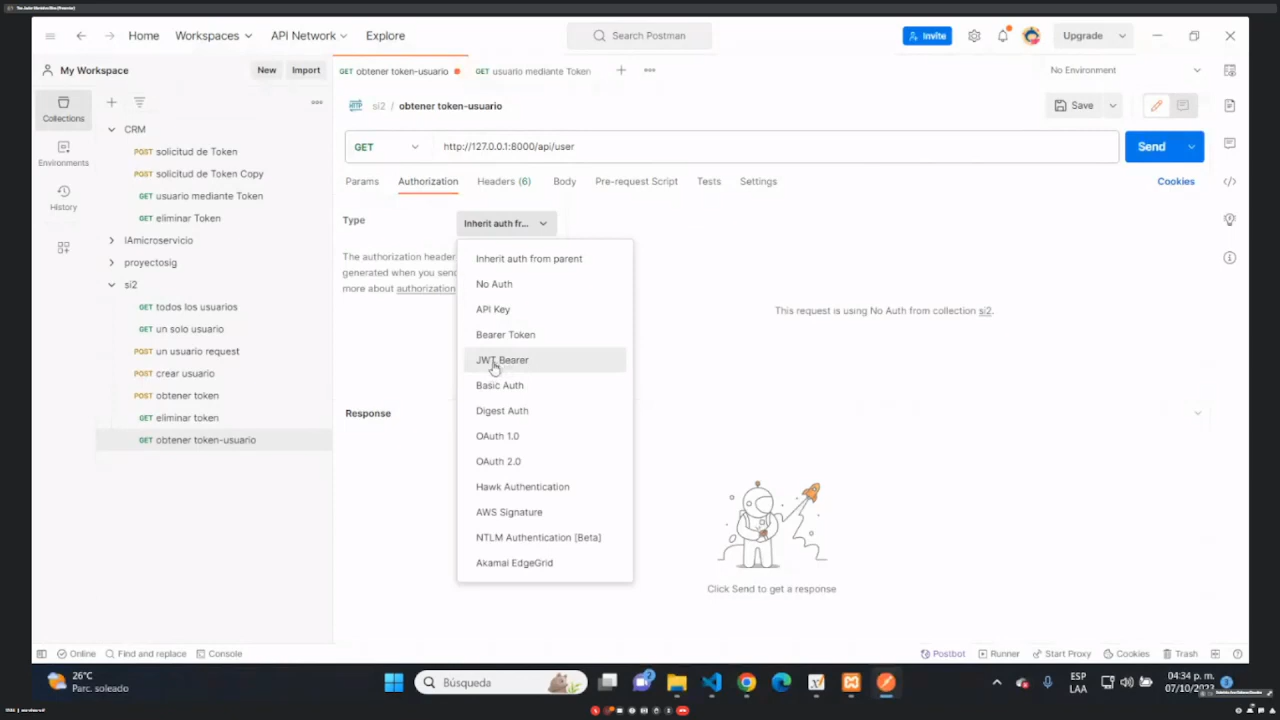 Home
Workspaces
API Network
Explore
Search Postman
Invite
Upgrade
My Workspace
New
Import
GET obtener token-usuario
GET usuario mediante Token
No Environment
Collections
Environments
History
CRM
POST solicitud de Token
POST solicitud de Token Copy
GET usuario mediante Token
GET eliminar Token
IAmicroservicio
proyectosig
si2
GET todos los usuarios
GET un solo usuario
POST un usuario request
POST crear usuario
POST obtener token
GET eliminar token
GET obtener token-usuario
HTTP si2 / obtener token-usuario
Save
GET http://127.0.0.1:8000/api/user
Send
Params
Authorization
Headers (6)
Body
Pre-request Script
Tests
Settings
Cookies
Type
Inherit auth fr...
The authorization header
generated when you send
more about authorization
Inherit auth from parent
No Auth
API Key
Bearer Token
JWT Bearer
Basic Auth
Digest Auth
OAuth 1.0
OAuth 2.0
Hawk Authentication
AWS Signature
NTLM Authentication [Beta]
Akamai EdgeGrid
This request is using No Auth from collection si2.
Response
Click Send to get a response
Online
Find and replace
Console
Postbot
Runner
Start Proxy
Cookies
Trash
26°C
Parc. soleado
Búsqueda
ESP
LAA
04:34 p. m.
07/10/2023